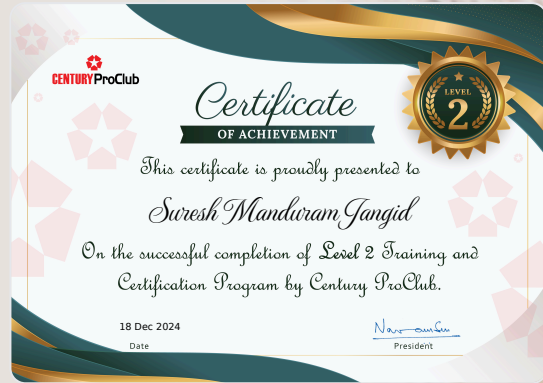 CENTURY ProClub
LEVEL
2
Certificate
OF ACHIEVEMENT
This certificate is proudly presented to
Suresh Manduram Jangid
On the successful completion of Level 2 Training and
Certification Program by Century ProClub.
18 Dec 2024
Date
President